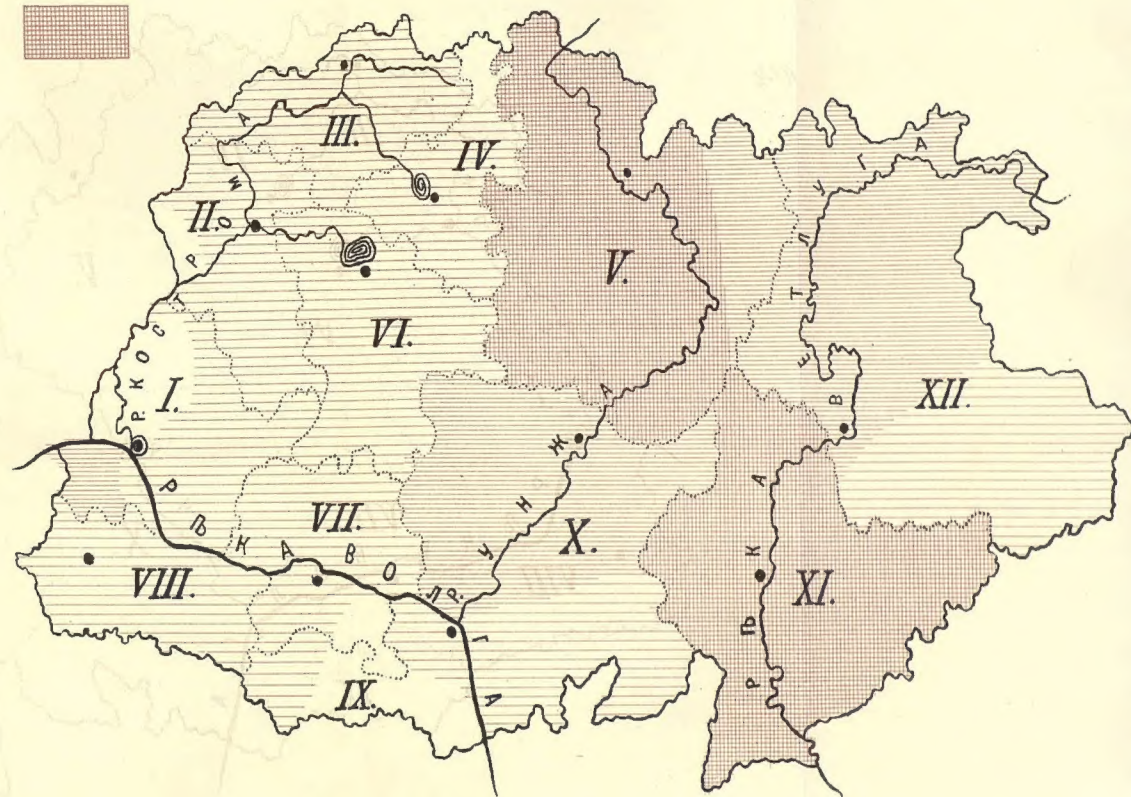 III.
IV.
II.
V.
VI.
I.
XII.
VII.
X.
VIII.
XI.
IX.
Р. КОСТРОМА
РѢКА ВОЛГА
Р. УНЖА
РѢКА ВЕТЛУГА